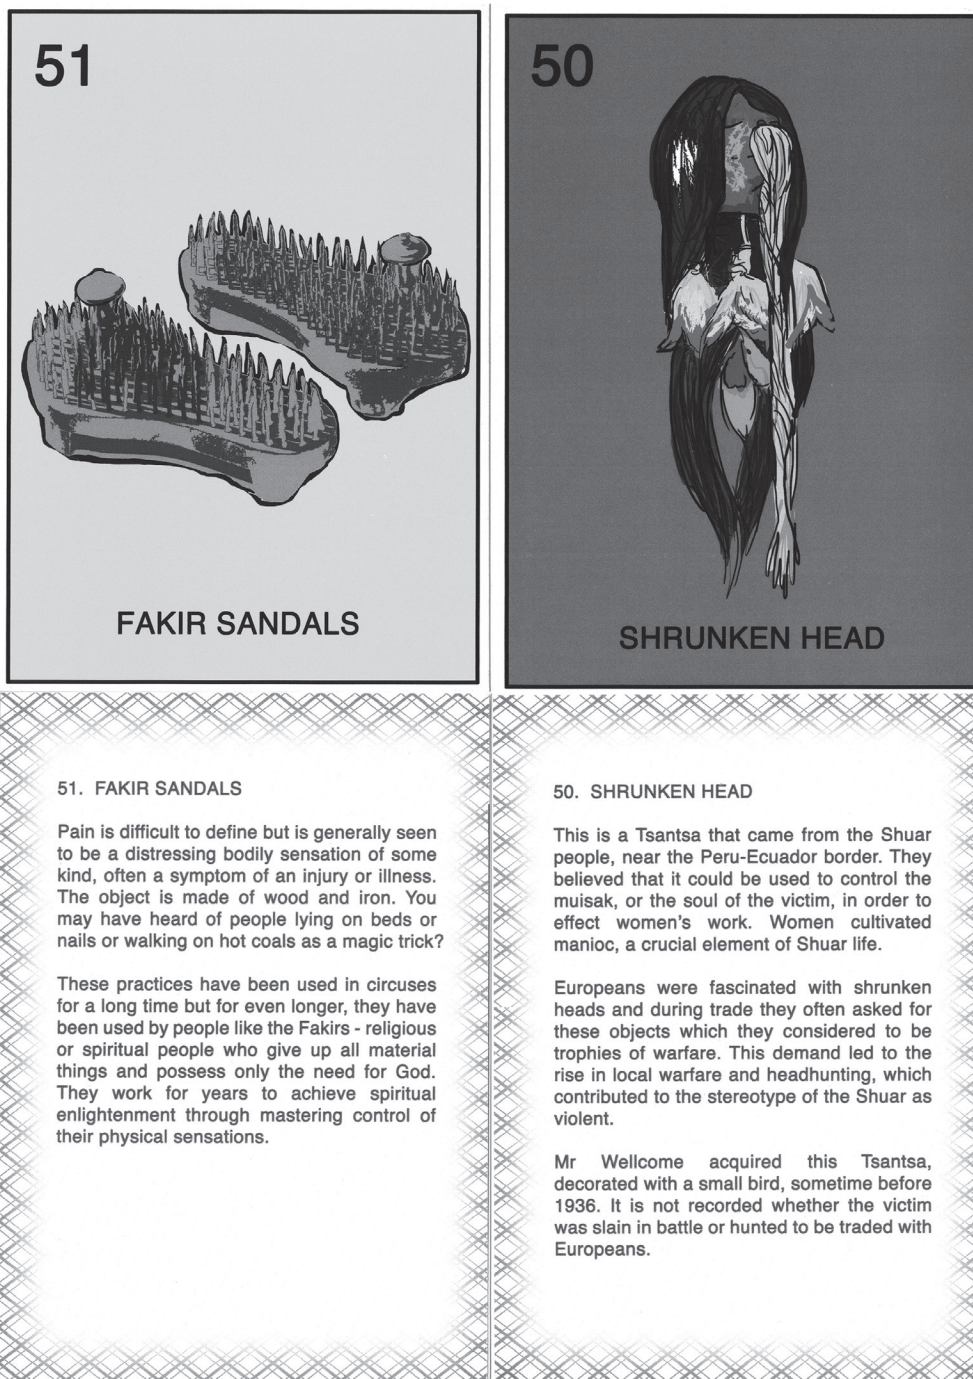 51
FAKIR SANDALS
50
SHRUNKEN HEAD
51. FAKIR SANDALS
Pain is difficult to define but is generally seen
to be a distressing bodily sensation of some
kind, often a symptom of an injury or illness.
The object is made of wood and iron. You
may have heard of people lying on beds or
nails or walking on hot coals as a magic trick?
These practices have been used in circuses
for a long time but for even longer, they have
been used by people like the Fakirs - religious
or spiritual people who give up all material
things and possess only the need for God.
They work for years to achieve spiritual
enlightenment through mastering control of
their physical sensations.
50. SHRUNKEN HEAD
This is a Tsantsa that came from the Shuar
people, near the Peru-Ecuador border. They
believed that it could be used to control the
muisak, or the soul of the victim, in order to
effect women's work. Women cultivated
manioc, a crucial element of Shuar life.
Europeans were fascinated with shrunken
heads and during trade they often asked for
these objects which they considered to be
trophies of warfare. This demand led to the
rise in local warfare and headhunting, which
contributed to the stereotype of the Shuar as
violent.
Mr Wellcome acquired this Tsantsa,
decorated with a small bird, sometime before
1936. It is not recorded whether the victim
was slain in battle or hunted to be traded with
Europeans.